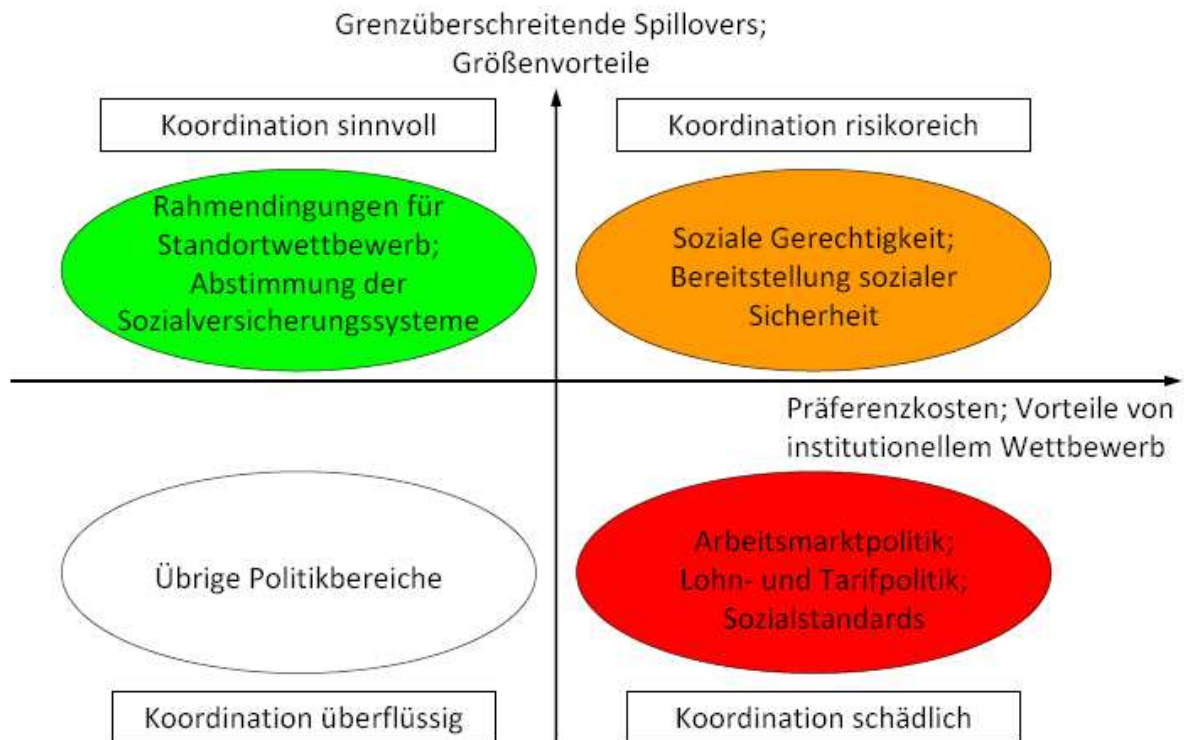 Grenzüberschreitende Spillovers;
Größenvorteile
Koordination sinnvoll
Koordination risikoreich
Rahmendingungen für
Standortwettbewerb;
Abstimmung der
Sozialversicherungssysteme
Soziale Gerechtigkeit;
Bereitstellung sozialer
Sicherheit
Präferenzkosten; Vorteile von
institutionellem Wettbewerb
Übrige Politikbereiche
Arbeitsmarktpolitik;
Lohn- und Tarifpolitik;
Sozialstandards
Koordination überflüssig
Koordination schädlich